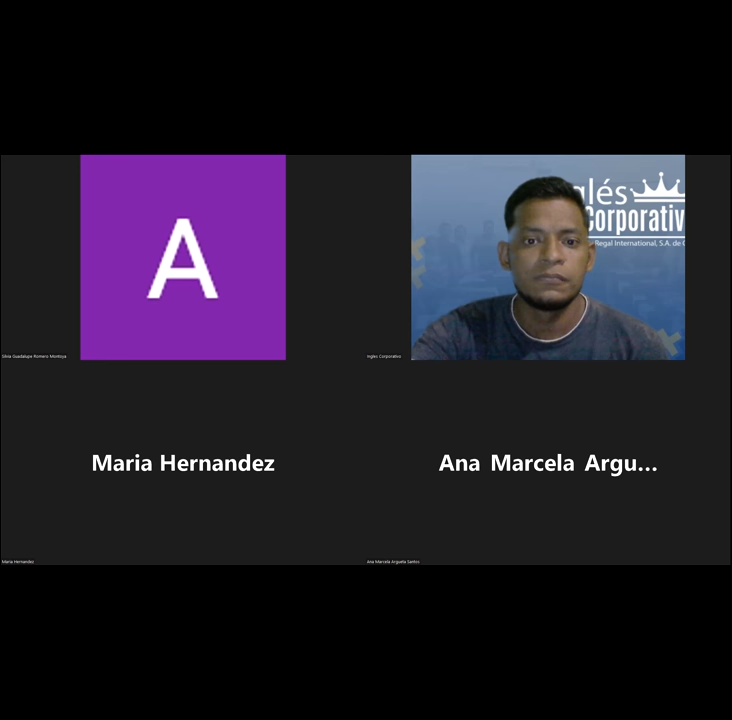 A
glés
Corporativ
Regal International, S.A. de C
Silvia Guadalupe Romero Montoya
Ingles Corporativo
Maria Hernandez
Ana Marcela Argu...
Maria Hernandez
Ana Marcela Argueta Santos